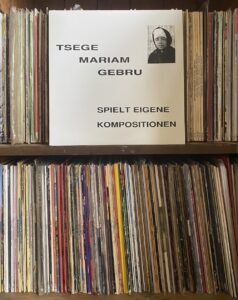 TSEGE
MARIAM
GEBRU
SPIELT EIGENE
KOMPOSITIONEN